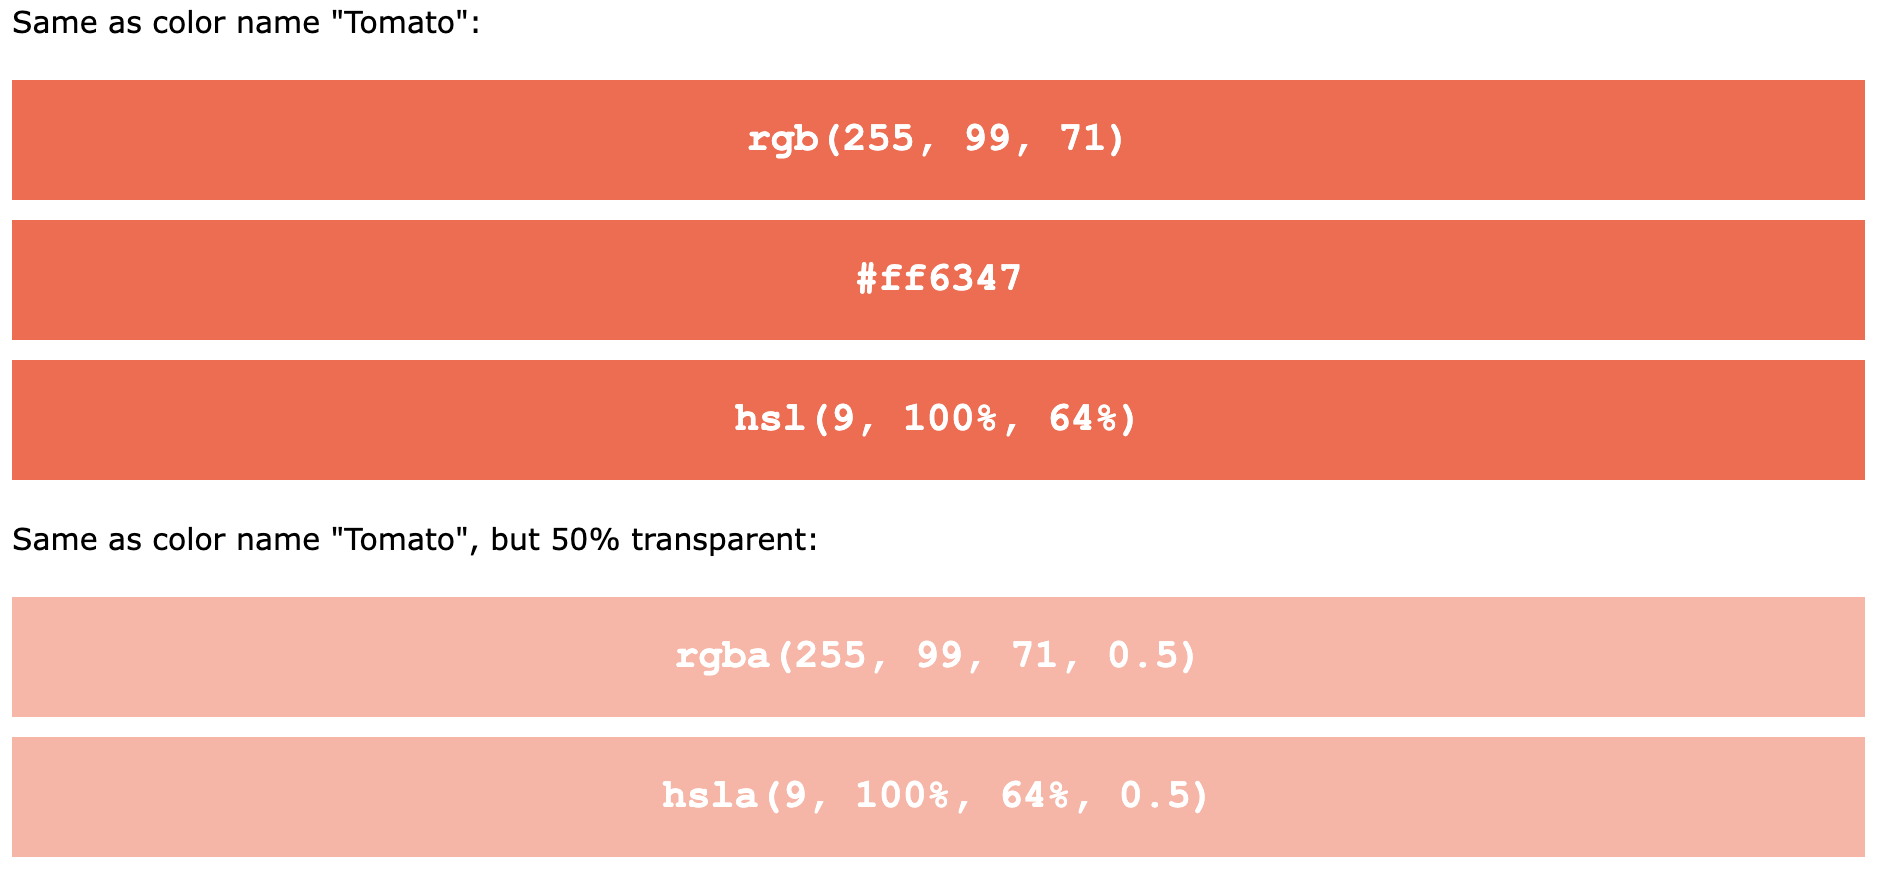 Same as color name "Tomato":
rgb(255, 99, 71)
#ff6347
hsl(9, 100%, 64%)
Same as color name "Tomato", but 50% transparent:
rgba(255, 99, 71, 0.5)
hsla(9, 100%, 64%, 0.5)